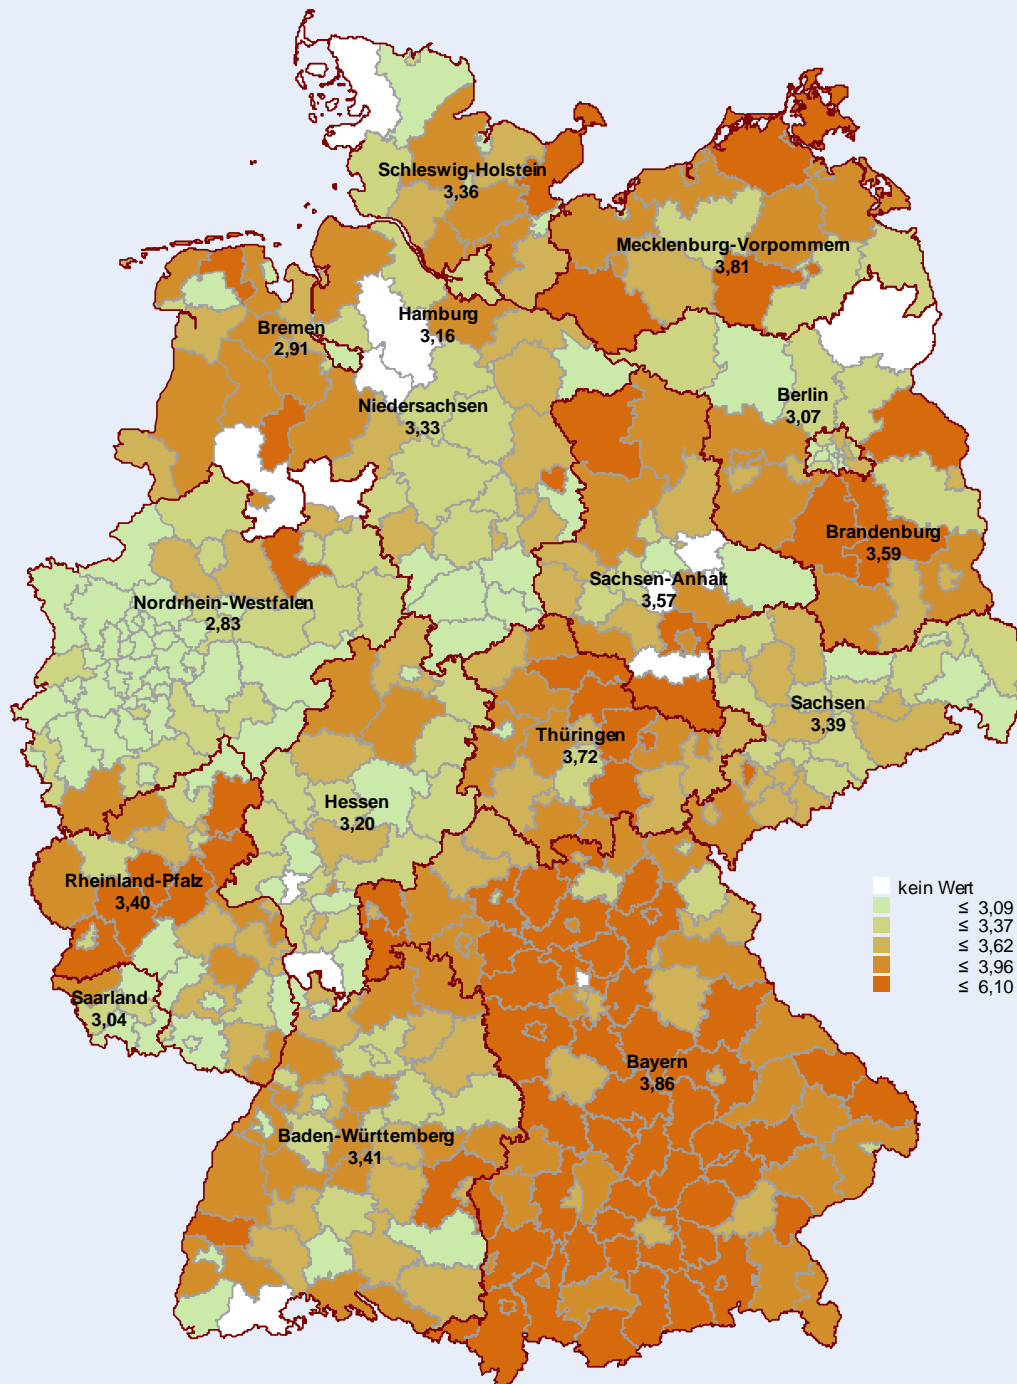 Schleswig-Holstein
3,36
Mecklenburg-Vorpommern
3,81
Hamburg
3,16
Bremen
2,91
Niedersachsen
3,33
Berlin
3,07
Brandenburg
3,59
Sachsen-Anhalt
3,57
Nordrhein-Westfalen
2,83
Sachsen
3,39
Thüringen
3,72
Hessen
3,20
Rheinland-Pfalz
3,40
kein Wert
≤ 3,09
≤ 3,37
≤ 3,62
≤ 3,96
≤ 6,10
Saarland
3,04
Bayern
3,86
Baden-Württemberg
3,41